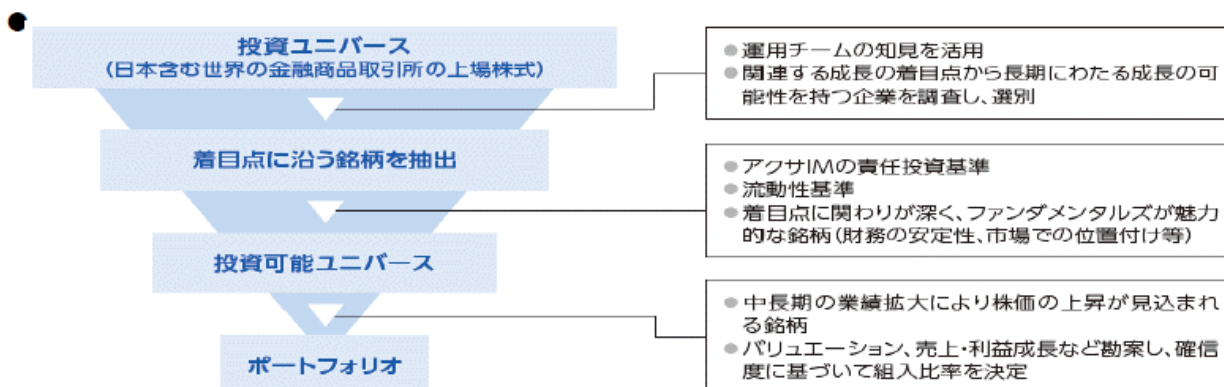 投資ユニバース
(日本含む世界の金融商品取引所の上場株式)
●運用チームの知見を活用
●関連する成長の着目点から長期にわたる成長の可
能性を持つ企業を調査し、選別
着目点に沿う銘柄を抽出
●アクサIMの責任投資基準
●流動性基準
●着目点に関わりが深く、ファンダメンタルズが魅力
的な銘柄(財務の安定性、市場での位置付け等)
投資可能ユニバース
●中長期の業績拡大により株価の上昇が見込まれ
る銘柄
●バリュエーション、売上・利益成長など勘案し、確信
度に基づいて組入比率を決定
ポートフォリオ